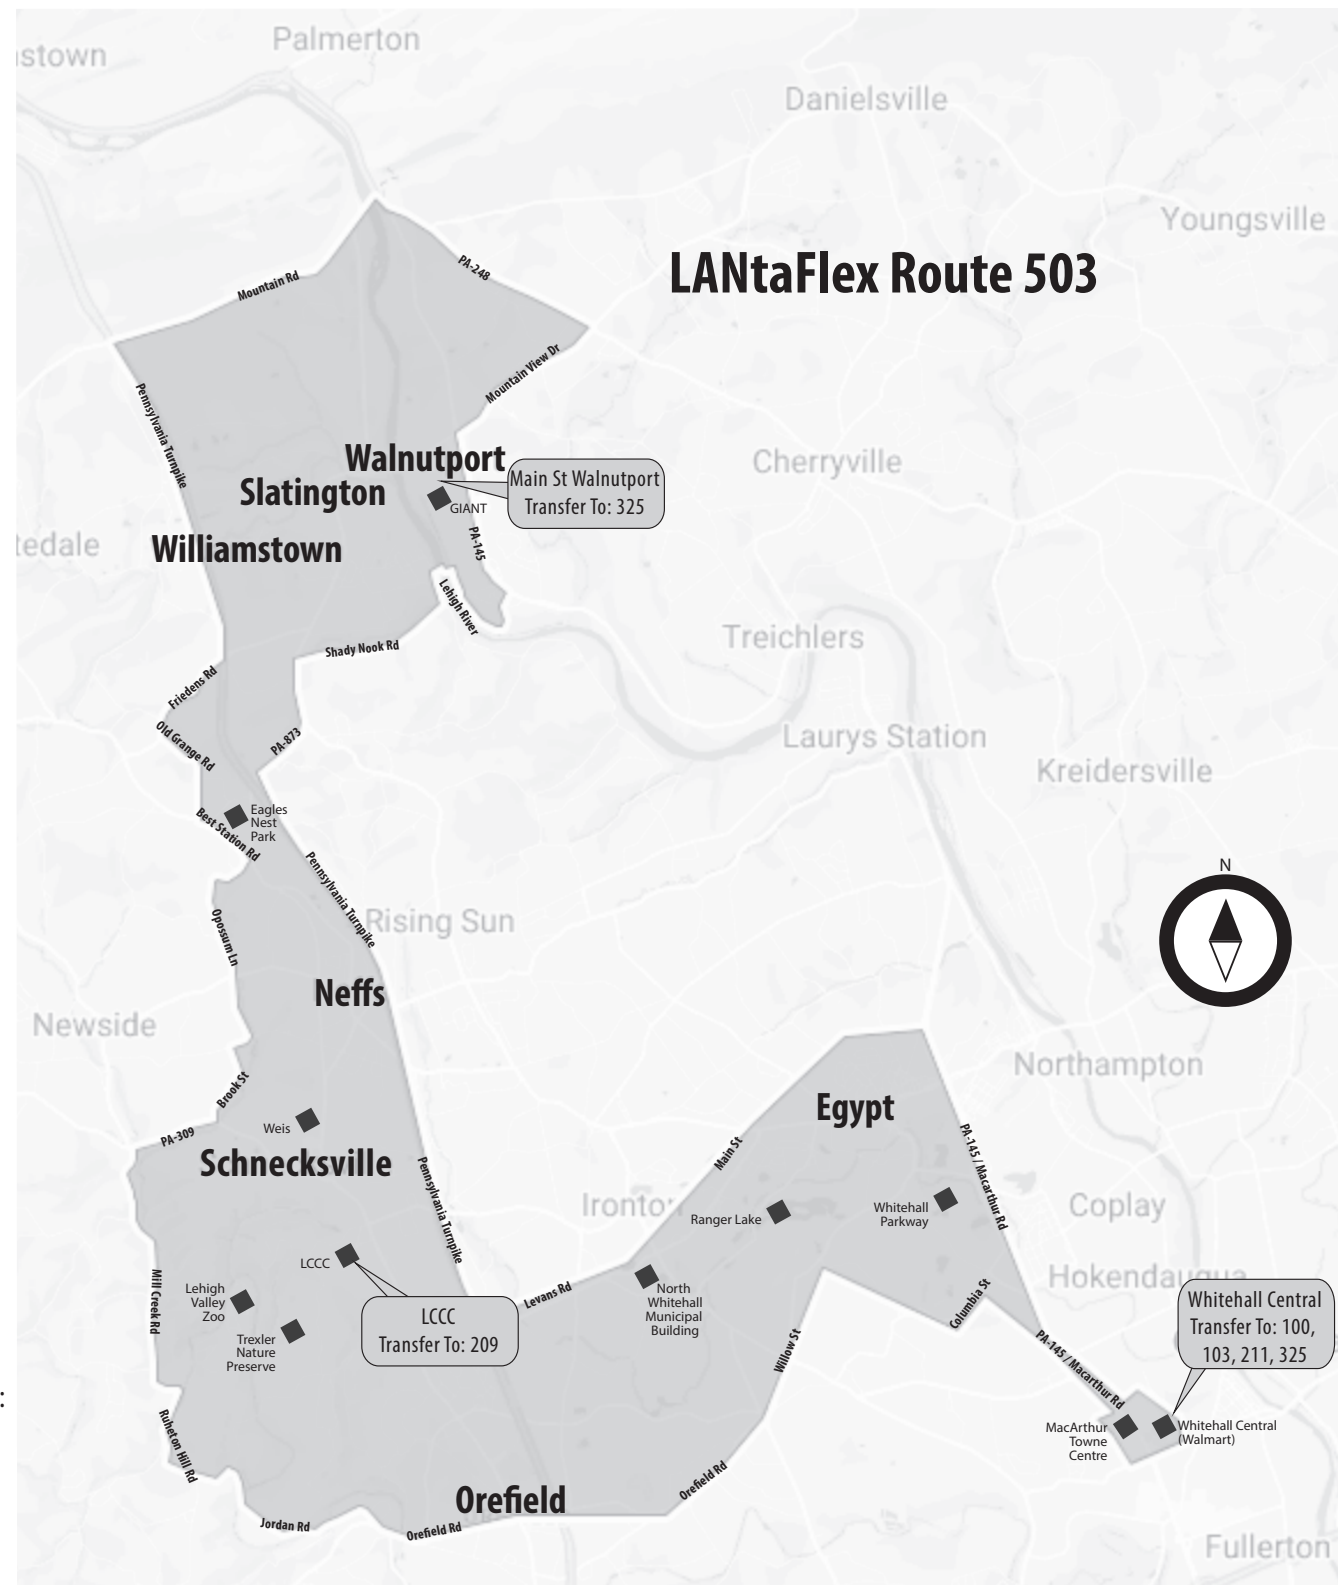 stown
Palmerton
Danielsville
Youngsville
LANtaFlex Route 503
PA-248
Mountain Rd
Mountain View Dr
Pennsylvania Turnpike
Walnutport
Cherryville
Main St Walnutport
Transfer To: 325
Slatington
GIANT
PA-145
tedale
Williamstown
Lehigh River
Treichlers
Shady Nook Rd
Friedens Rd
Old Grange Rd
PA-873
Laurys Station
Kreidersville
Eagles
Nest
Park
Best Station Rd
N
Pennsylvania Turnpike
Rising Sun
Opossum Ln
Neffs
Newside
Northampton
Brook St
Egypt
Weis
PA-309
Schnecksville
Main St
PA-145 / Macarthur Rd
Pennsylvania Turnpike
Ironto
Ranger Lake
Whitehall
Parkway
Coplay
LCCC
Hokendauqua
Mill Creek Rd
Lehigh
Valley
Zoo
Levans Rd
North
Whitehall
Municipal
Building
Columbia St
Whitehall Central
Transfer To: 100,
103, 211, 325
LCCC
Transfer To: 209
Trexler
Nature
Preserve
Willow St
PA-145 / Macarthur Rd
:
Ruheton Hill Rd
MacArthur
Towne
Centre
Whitehall Central
(Walmart)
Orefield
Orefield Rd
Jordan Rd
Orefield Rd
Fullerton